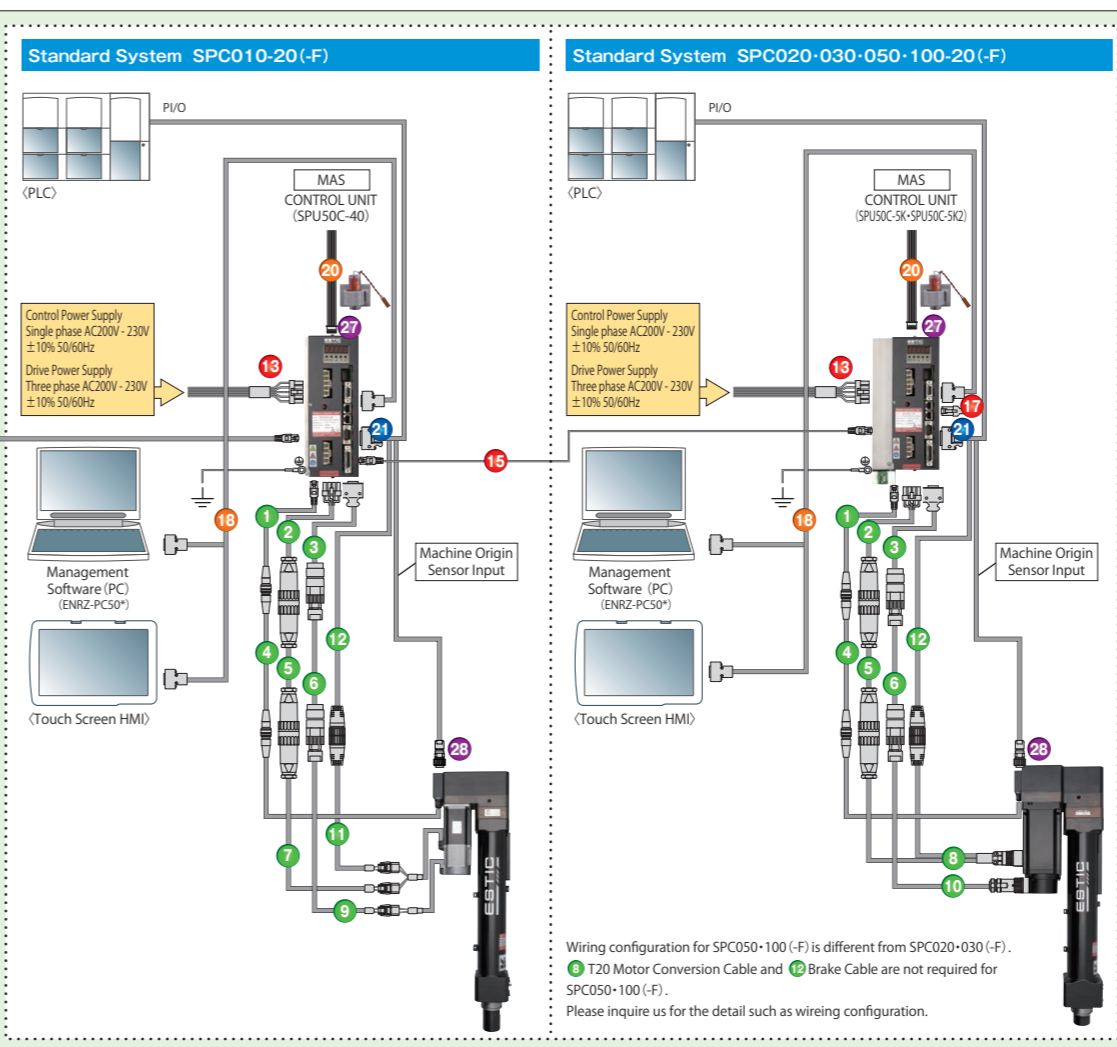 Standard System SPC010-20(-F)
PI/O
〈PLC〉
MAS
CONTROL UNIT
(SPU50C-40)
20
27
Control Power Supply
Single phase AC200V - 230V
±10% 50/60Hz
Drive Power Supply
Three phase AC200V - 230V
±10% 50/60Hz
13
ESTIC
21
15
18
1
2
3
Management
Software (PC)
(ENRZ-PC50*)
Machine Origin
Sensor Input
12
4
5
6
〈Touch Screen HMI〉
28
11
7
9
ESTIC
Standard System SPC020・030・050・100-20(-F)
PI/O
〈PLC〉
MAS
CONTROL UNIT
(SPU50C-5K・SPU50C-5K2)
20
27
Control Power Supply
Single phase AC200V - 230V
±10% 50/60Hz
Drive Power Supply
Three phase AC200V - 230V
±10% 50/60Hz
13
ESTIC
17
21
18
1
2
3
Management
Software (PC)
(ENRZ-PC50*)
Machine Origin
Sensor Input
12
4
5
6
〈Touch Screen HMI〉
28
8
10
ESTIC
Wiring configuration for SPC050・100(-F) is different from SPC020・030(-F).
8 T20 Motor Conversion Cable and 12 Brake Cable are not required for
SPC050・100(-F).
Please inquire us for the detail such as wireing configuration.